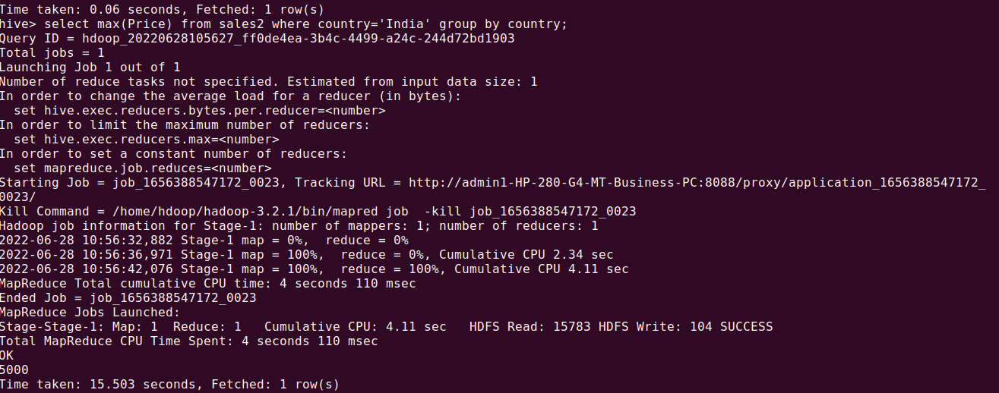 Time taken: 0.06 seconds, Fetched: 1 row(s)
hive> select max(Price) from sales2 where country='India' group by country;
Query ID = hdoop_20220628105627_ff0de4ea-3b4c-4499-a24c-244d72bd1903
Total jobs = 1
Launching Job 1 out of 1
Number of reduce tasks not specified. Estimated from input data size: 1
In order to change the average load for a reducer (in bytes):
  set hive.exec.reducers.bytes.per.reducer=<number>
In order to limit the maximum number of reducers:
  set hive.exec.reducers.max=<number>
In order to set a constant number of reducers:
  set mapreduce.job.reduces=<number>
Starting Job = job_1656388547172_0023, Tracking URL = http://admin1-HP-280-G4-MT-Business-PC:8088/proxy/application_1656388547172_
0023/
Kill Command = /home/hdoop/hadoop-3.2.1/bin/mapred job  -kill job_1656388547172_0023
Hadoop job information for Stage-1: number of mappers: 1; number of reducers: 1
2022-06-28 10:56:32,882 Stage-1 map = 0%,  reduce = 0%
2022-06-28 10:56:36,971 Stage-1 map = 100%,  reduce = 0%, Cumulative CPU 2.34 sec
2022-06-28 10:56:42,076 Stage-1 map = 100%,  reduce = 100%, Cumulative CPU 4.11 sec
MapReduce Total cumulative CPU time: 4 seconds 110 msec
Ended Job = job_1656388547172_0023
MapReduce Jobs Launched:
Stage-Stage-1: Map: 1  Reduce: 1   Cumulative CPU: 4.11 sec   HDFS Read: 15783 HDFS Write: 104 SUCCESS
Total MapReduce CPU Time Spent: 4 seconds 110 msec
OK
5000
Time taken: 15.503 seconds, Fetched: 1 row(s)